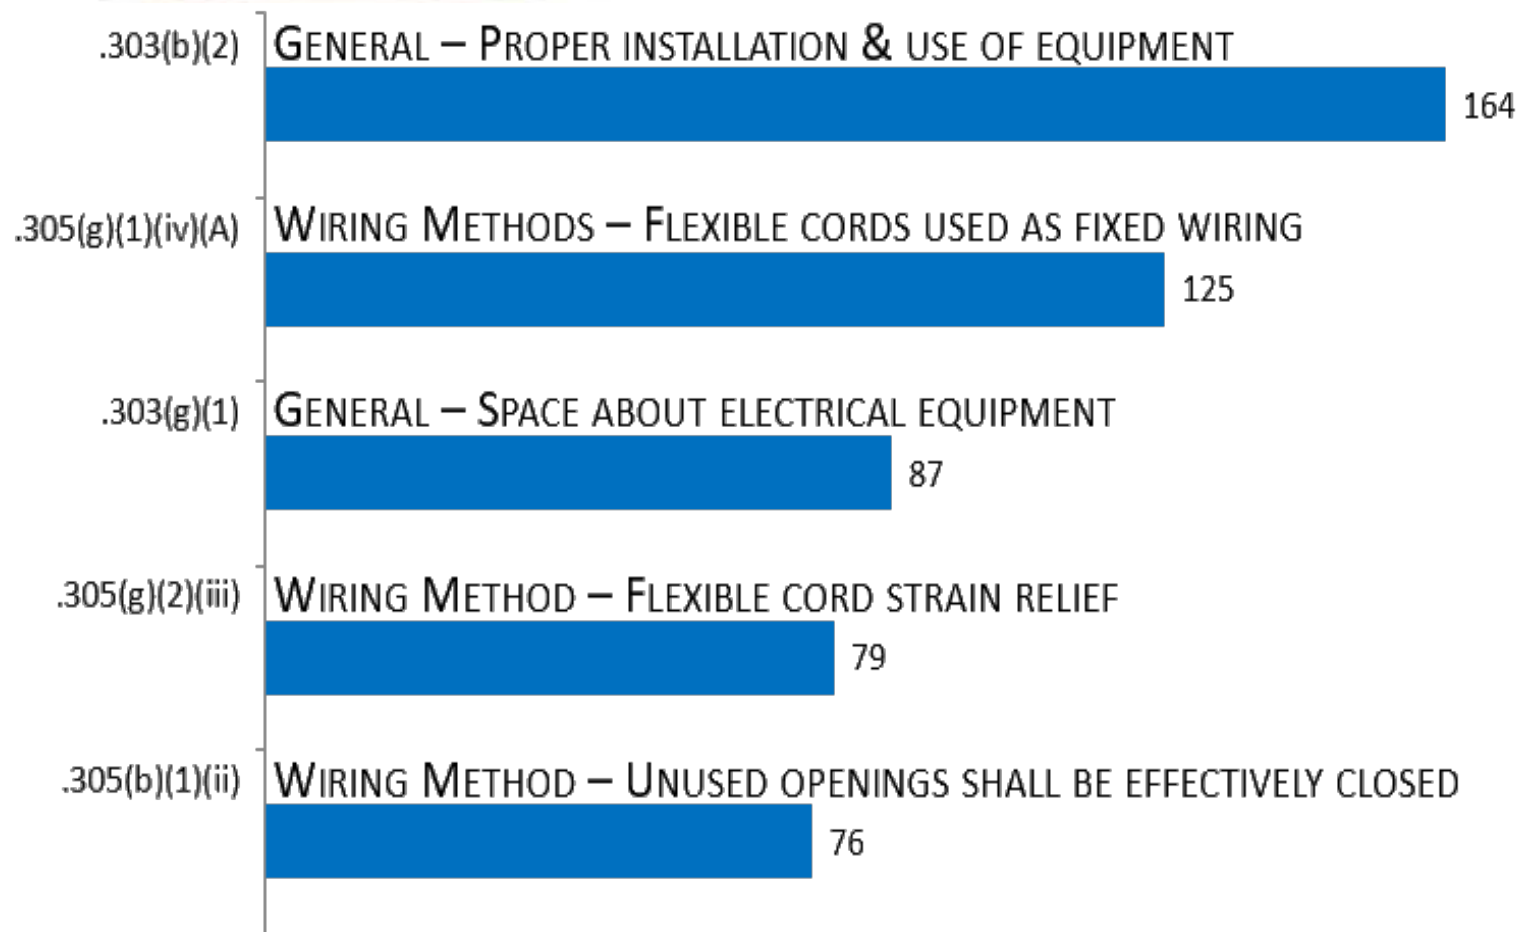 .303(b)(2) General – Proper installation & use of equipment
164
.305(g)(1)(iv)(A) Wiring Methods – Flexible cords used as fixed wiring
125
.303(g)(1) General – Space about electrical equipment
87
.305(g)(2)(iii) Wiring Method – Flexible cord strain relief
79
.305(b)(1)(ii) Wiring Method – Unused openings shall be effectively closed
76